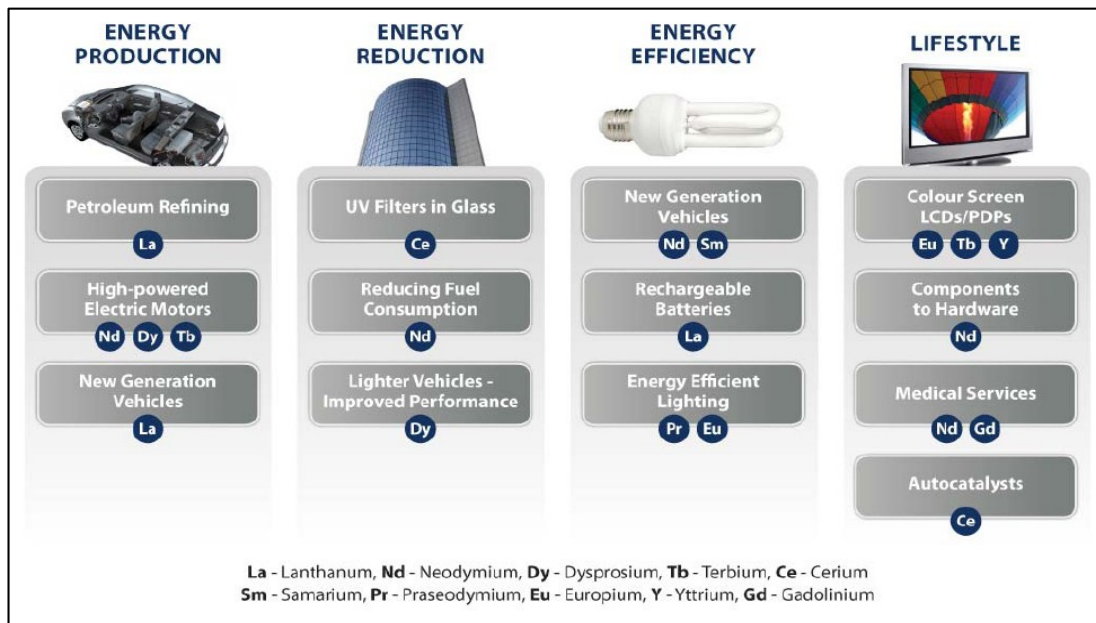 ENERGY
PRODUCTION
Petroleum Refining
La
High-powered
Electric Motors
Nd Dy Tb
New Generation
Vehicles
La
ENERGY
REDUCTION
UV Filters in Glass
Ce
Reducing Fuel
Consumption
Nd
Lighter Vehicles -
Improved Performance
Dy
ENERGY
EFFICIENCY
New Generation
Vehicles
Nd Sm
Rechargeable
Batteries
La
Energy Efficient
Lighting
Pr Eu
LIFESTYLE
Colour Screen
LCDs/PDPs
Eu Tb Y
Components
to Hardware
Nd
Medical Services
Nd Gd
Autocatalysts
Ce
La - Lanthanum, Nd - Neodymium, Dy - Dysprosium, Tb - Terbium, Ce - Cerium
Sm - Samarium, Pr - Praseodymium, Eu - Europium, Y - Yttrium, Gd - Gadolinium